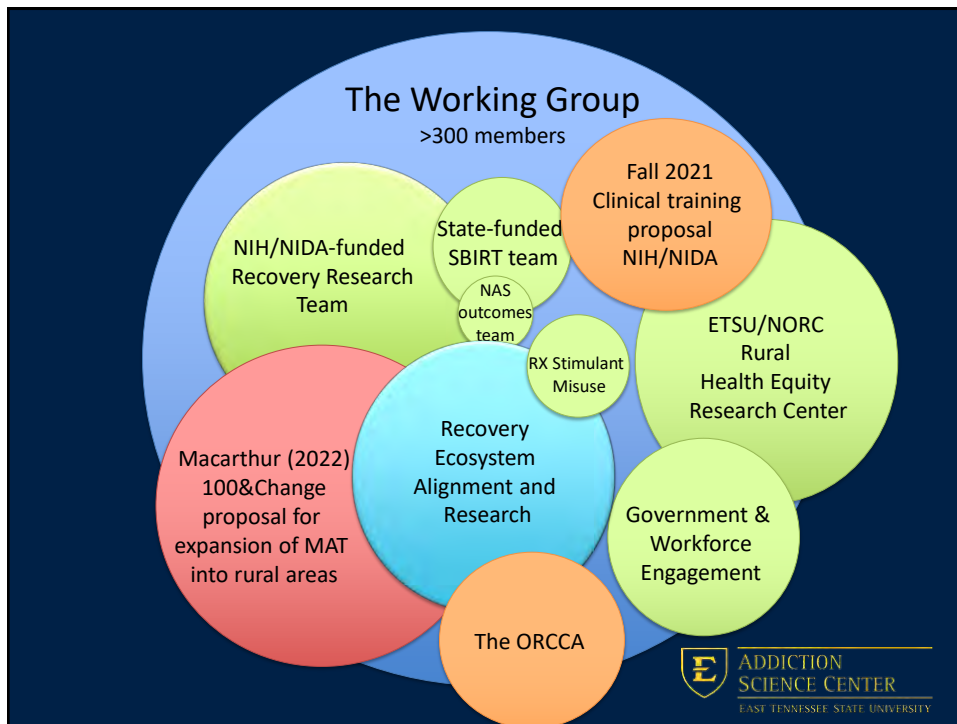 The Working Group
>300 members
Fall 2021
Clinical training
proposal
NIH/NIDA
NIH/NIDA-funded
Recovery Research
Team
State-funded
SBIRT team
NAS
outcomes
team
RX Stimulant
Misuse
ETSU/NORC
Rural
Health Equity
Research Center
Macarthur (2022)
100&Change
proposal for
expansion of MAT
into rural areas
Recovery
Ecosystem
Alignment and
Research
Government &
Workforce
Engagement
The ORCCA
E
ADDICTION
SCIENCE CENTER
EAST TENNESSEE STATE UNIVERSITY